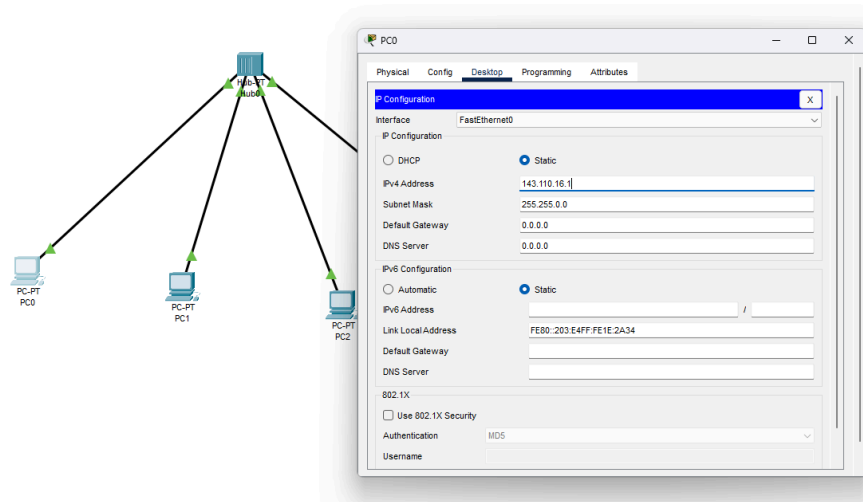 Hub-PT
Hub0
PC-PT
PC0
PC-PT
PC1
PC-PT
PC2
PC0
Physical Config Desktop Programming Attributes
IP Configuration X
Interface FastEthernet0
IP Configuration
DHCP Static
IPv4 Address 143.110.16.1
Subnet Mask 255.255.0.0
Default Gateway 0.0.0.0
DNS Server 0.0.0.0
IPv6 Configuration
Automatic Static
IPv6 Address /
Link Local Address FE80::203:E4FF:FE1E:2A34
Default Gateway
DNS Server
802.1X
Use 802.1X Security
Authentication MD5
Username